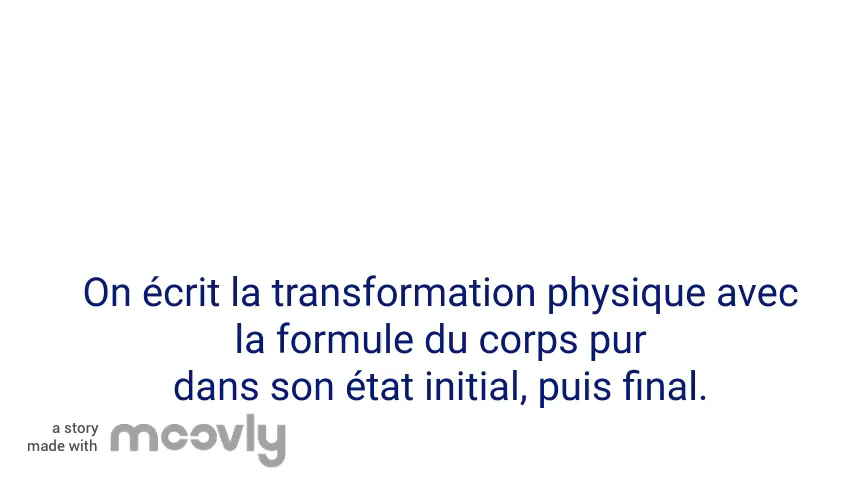 On écrit la transformation physique avec
la formule du corps pur
dans son état initial, puis final.
a story
made with moovly